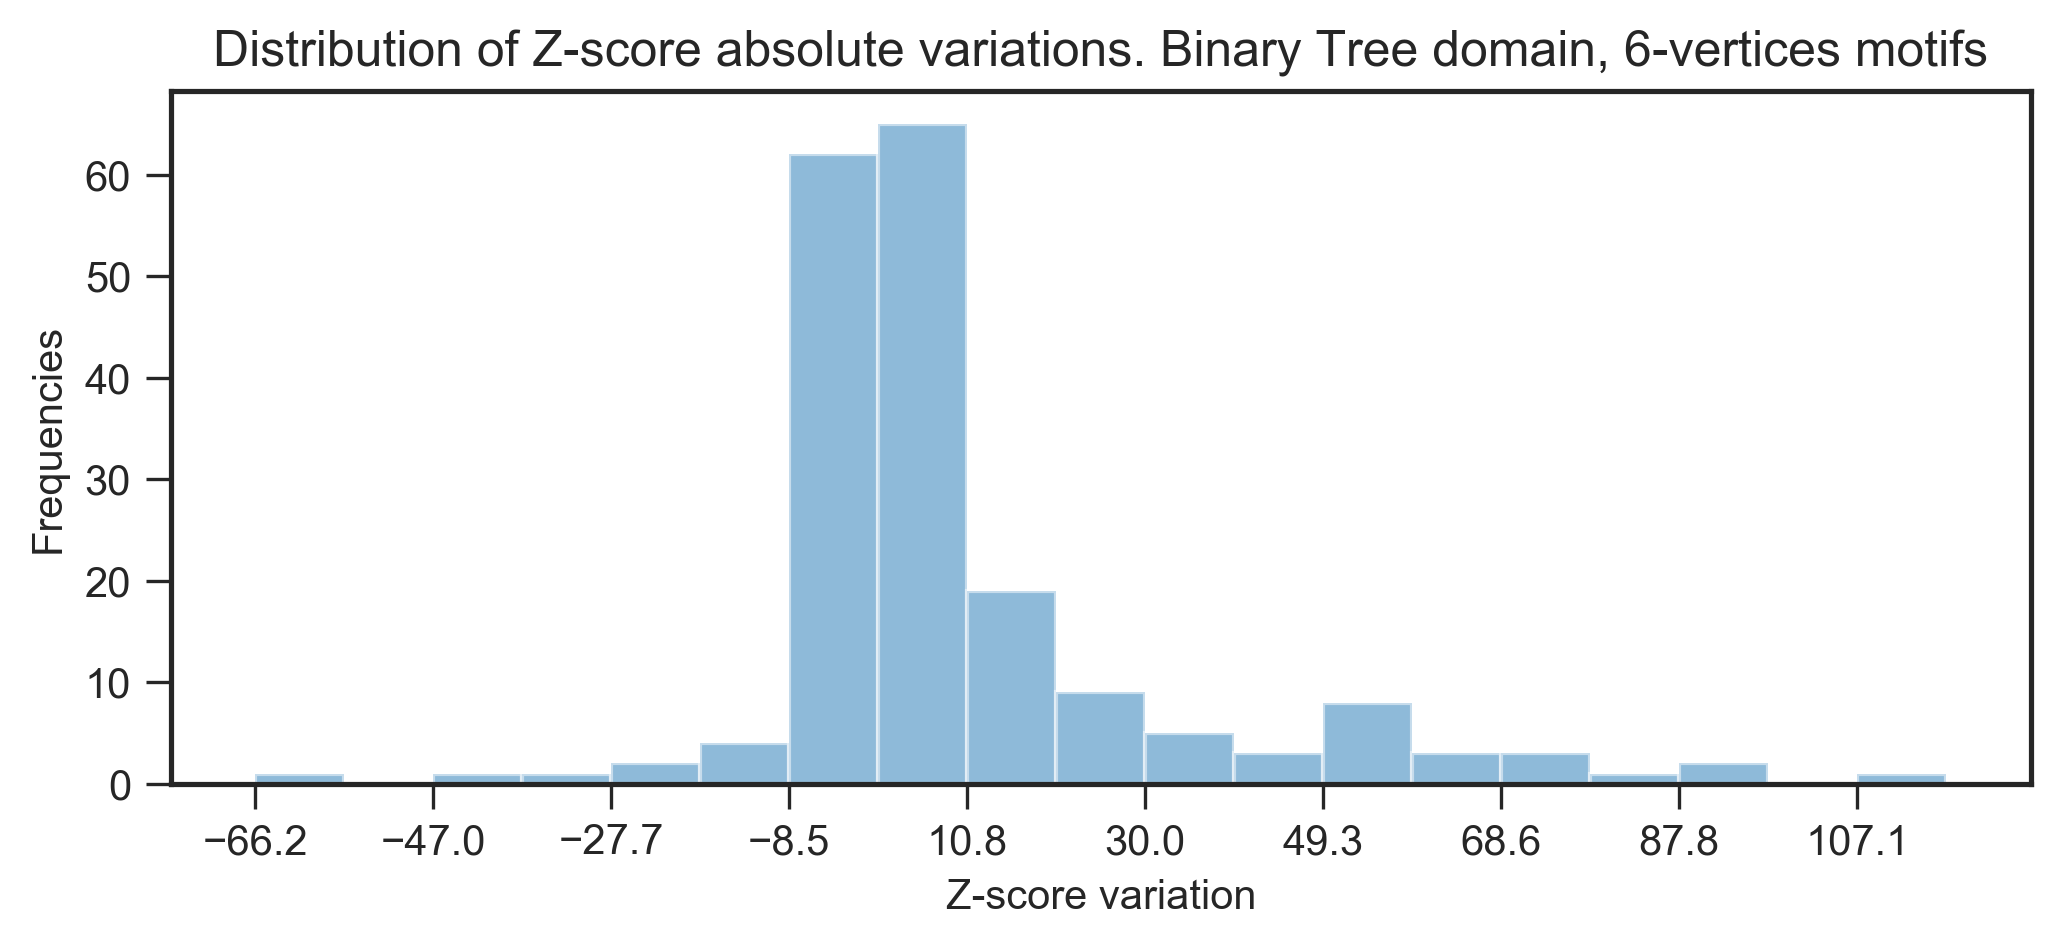 Distribution of Z-score absolute variations. Binary Tree domain, 6-vertices motifs
Frequencies
60
50
40
30
20
10
0
−66.2 −47.0 −27.7 −8.5 10.8 30.0 49.3 68.6 87.8 107.1
Z-score variation